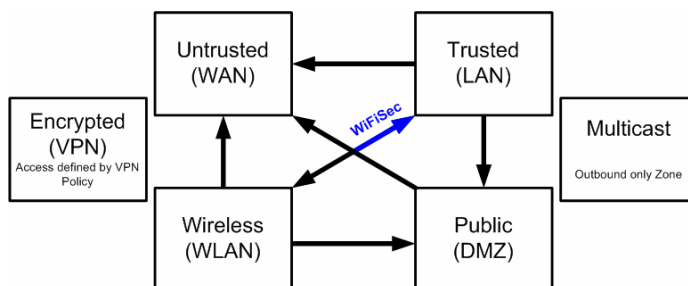 Untrusted
(WAN)
Trusted
(LAN)
WiFiSec
Encrypted
(VPN)
Access defined by VPN
Policy
Multicast
Outbound only Zone
Wireless
(WLAN)
Public
(DMZ)